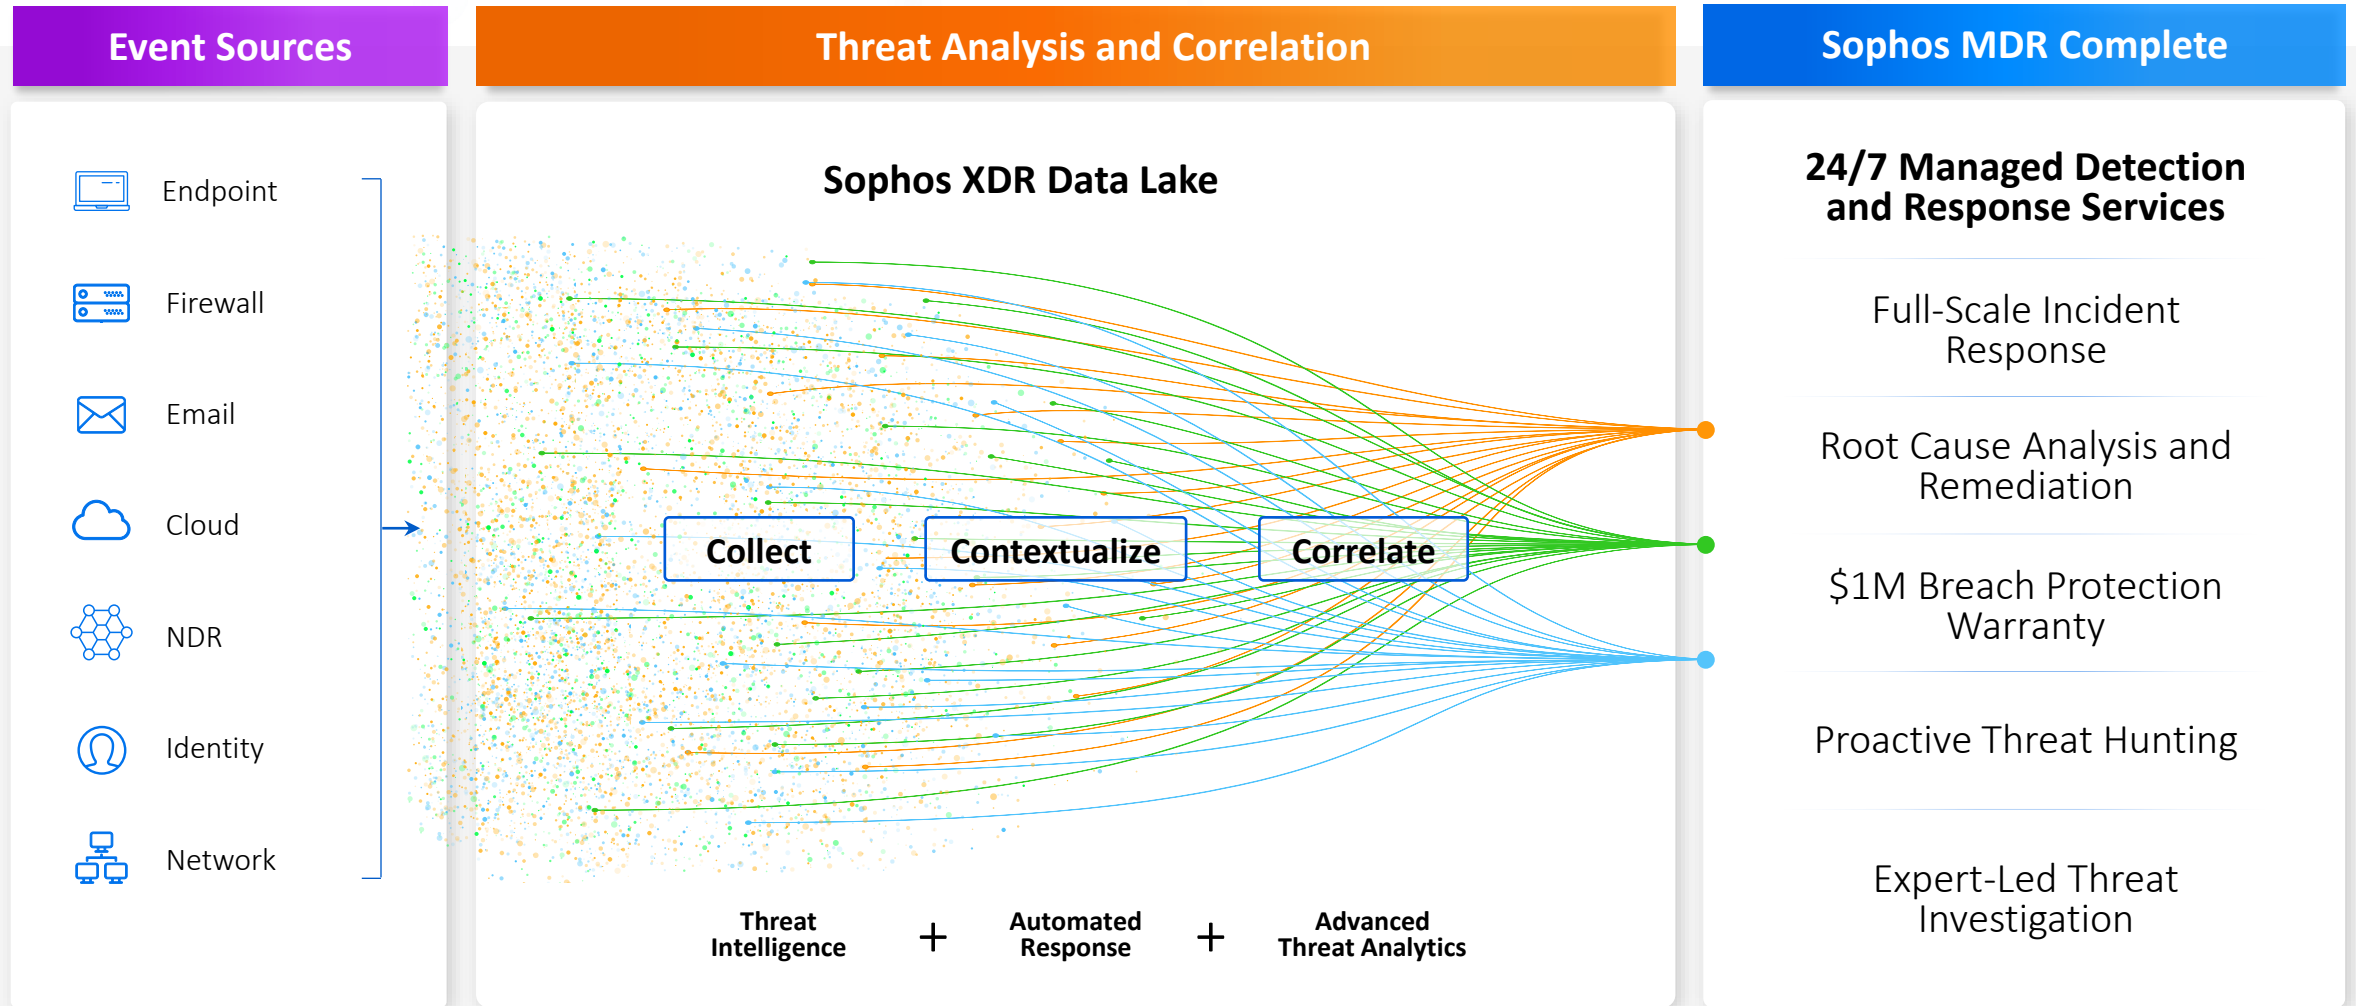 Event Sources
Endpoint
Firewall
Email
Cloud
NDR
Identity
Network
Threat Analysis and Correlation
Sophos XDR Data Lake
Collect
Contextualize
Correlate
Threat
Intelligence
+
Automated
Response
+
Advanced
Threat Analytics
Sophos MDR Complete
24/7 Managed Detection
and Response Services
Full-Scale Incident
Response
Root Cause Analysis and
Remediation
$1M Breach Protection
Warranty
Proactive Threat Hunting
Expert-Led Threat
Investigation